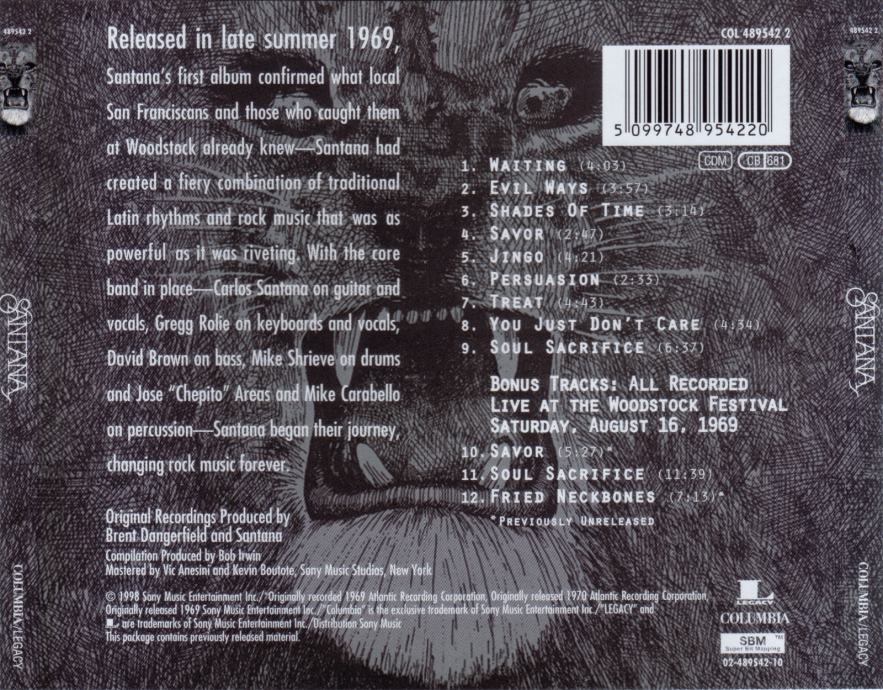 489542 2
SANTANA
COLUMBIA/LEGACY
Released in late summer 1969,
Santana's first album confirmed what local
San Franciscans and those who caught them
at Woodstock already knew—Santana had
created a fiery combination of traditional
Latin rhythms and rock music that was as
powerful as it was riveting. With the core
band in place—Carlos Santana on guitar and
vocals, Gregg Rolie on keyboards and vocals,
David Brown on bass, Mike Shrieve on drums
and Jose "Chepito" Areas and Mike Carabello
on percussion—Santana began their journey,
changing rock music forever.
Original Recordings Produced by
Brent Dangerfield and Santana
Compilation Produced by Bob Irwin
Mastered by Vic Anesini and Kevin Boutote, Sony Music Studios, New York
© 1998 Sony Music Entertainment Inc./℗Originally recorded 1969 Atlantic Recording Corporation, Originally released 1970 Atlantic Recording Corporation,
Originally released 1969 Sony Music Entertainment Inc./"Columbia" is the exclusive trademark of Sony Music Entertainment Inc./"LEGACY" and
L are trademarks of Sony Music Entertainment Inc./Distribution Sony Music
This package contains previously released material.
COL 489542 2
5 099748 954220
CDM CB 681
1. WAITING (4:03)
2. EVIL WAYS (3:57)
3. SHADES OF TIME (3:14)
4. SAVOR (2:47)
5. JINGO (4:21)
6. PERSUASION (2:33)
7. TREAT (4:43)
8. YOU JUST DON'T CARE (4:34)
9. SOUL SACRIFICE (6:37)
BONUS TRACKS: ALL RECORDED
LIVE AT THE WOODSTOCK FESTIVAL
SATURDAY, AUGUST 16, 1969
10. SAVOR (5:27)*
11. SOUL SACRIFICE (11:39)
12. FRIED NECKBONES (7:13)*
*PREVIOUSLY UNRELEASED
L
LEGACY
COLUMBIA
SBM ™
Super Bit Mapping
02-489542-10
489542 2
SANTANA
COLUMBIA/LEGACY